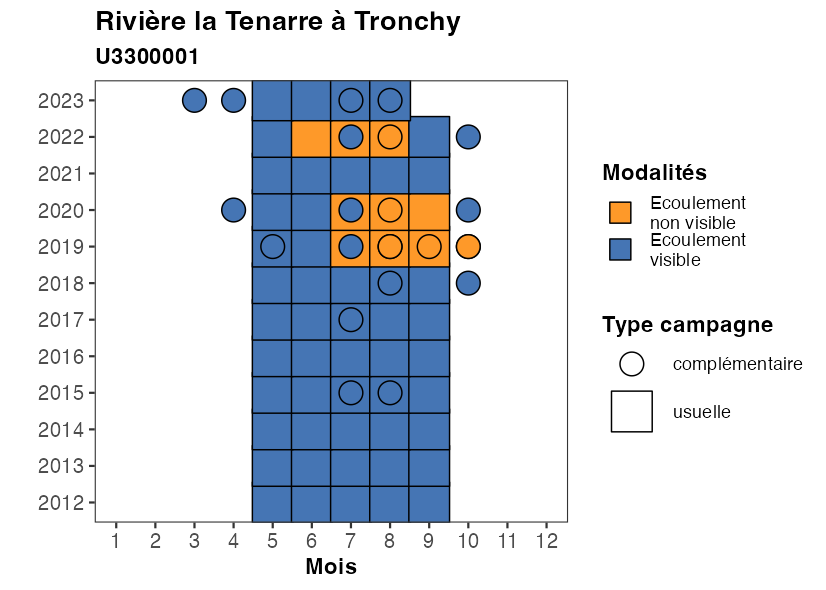 Rivière la Tenarre à Tronchy
U3300001
2023
2022
2021
2020
2019
2018
2017
2016
2015
2014
2013
2012
1 2 3 4 5 6 7 8 9 10 11 12
Mois
Modalités
Ecoulement
non visible
Ecoulement
visible
Type campagne
complémentaire
usuelle